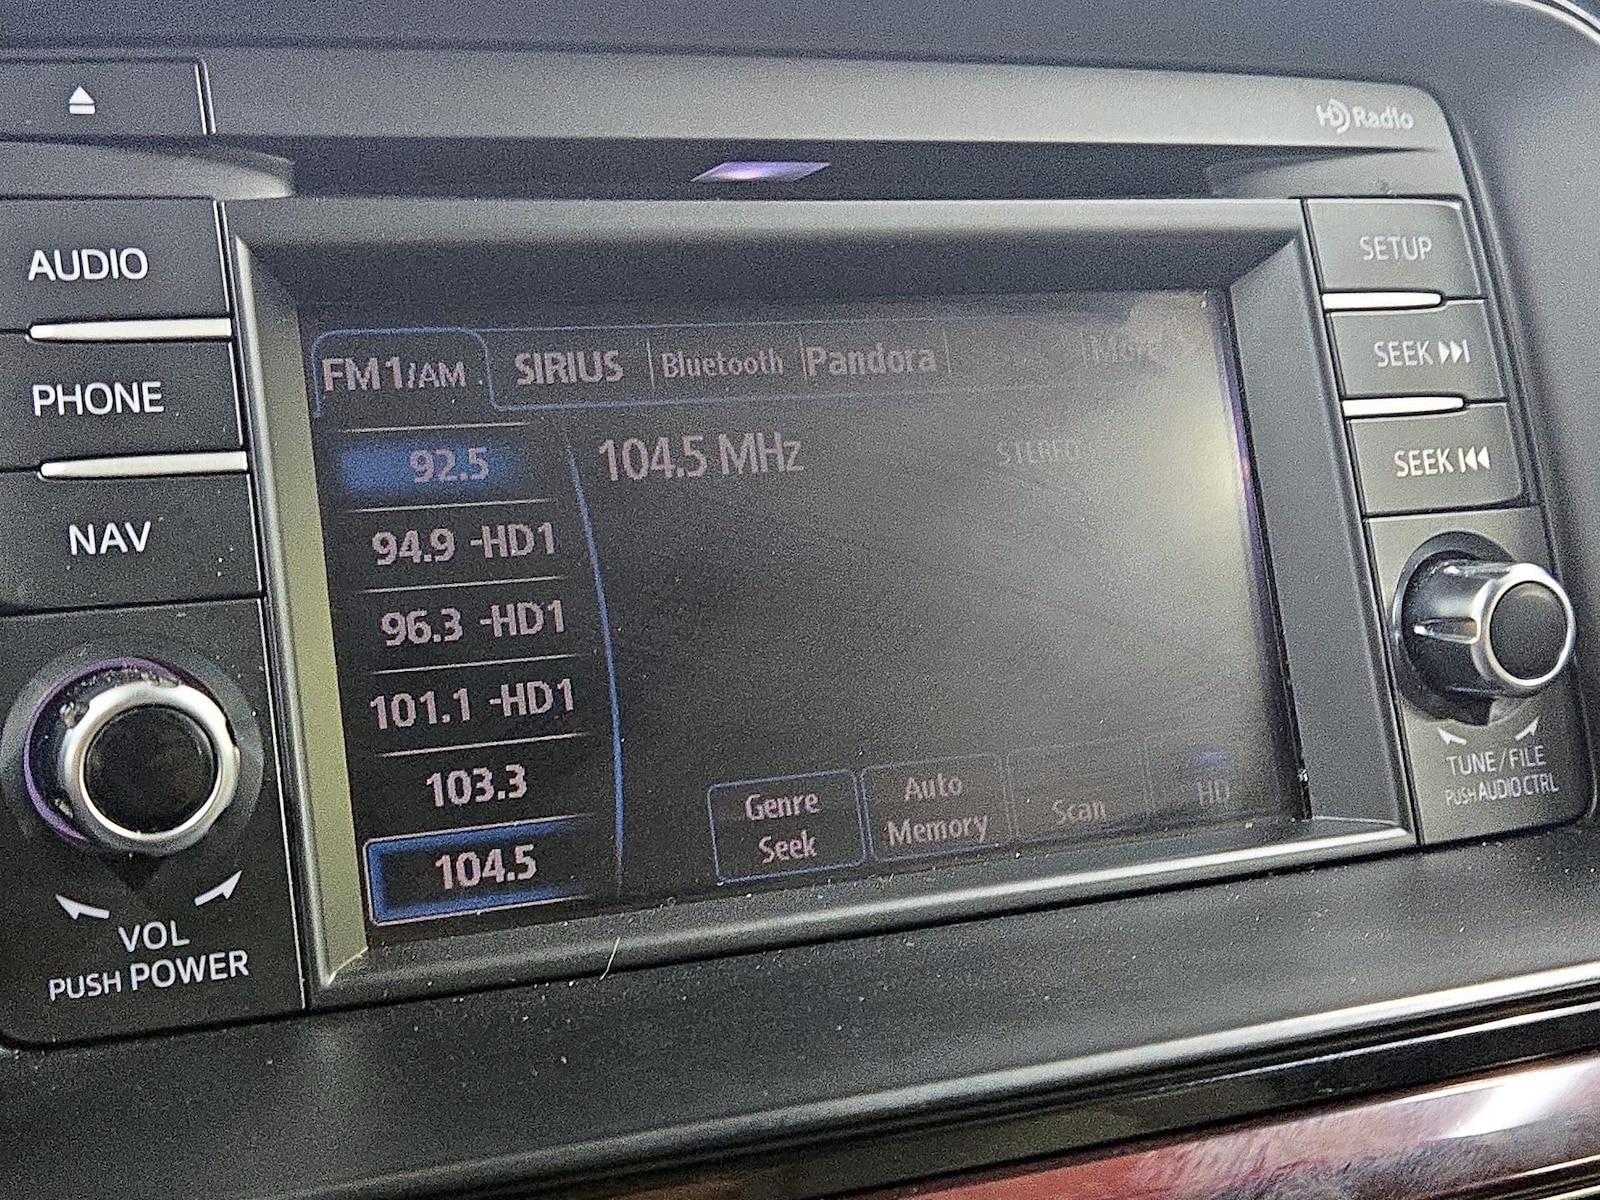 HD Radio
AUDIO
PHONE
NAV
VOL
PUSH POWER
FM1/AM
SIRIUS
Bluetooth
Pandora
More
92.5
94.9 -HD1
96.3 -HD1
101.1 -HD1
103.3
104.5
104.5 MHz
STEREO
Genre
Seek
Auto
Memory
Scan
HD
SETUP
SEEK
SEEK
TUNE/FILE
PUSH AUDIO CTRL